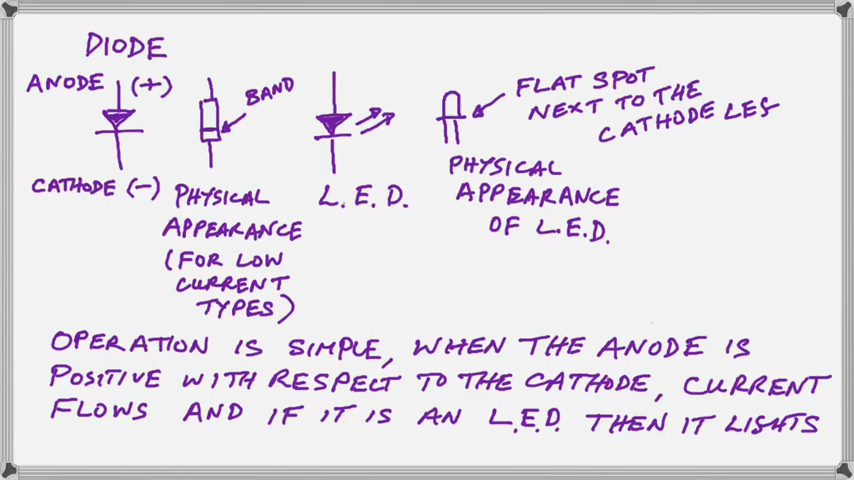 DIODE
ANODE (+)
CATHODE (-)
BAND
PHYSICAL
APPEARANCE
(FOR LOW
CURRENT
TYPES)
L.E.D.
FLAT SPOT
NEXT TO THE
CATHODE LEG
PHYSICAL
APPEARANCE
OF L.E.D.
OPERATION IS SIMPLE, WHEN THE ANODE IS
POSITIVE WITH RESPECT TO THE CATHODE, CURRENT
FLOWS AND IF IT IS AN L.E.D. THEN IT LIGHTS